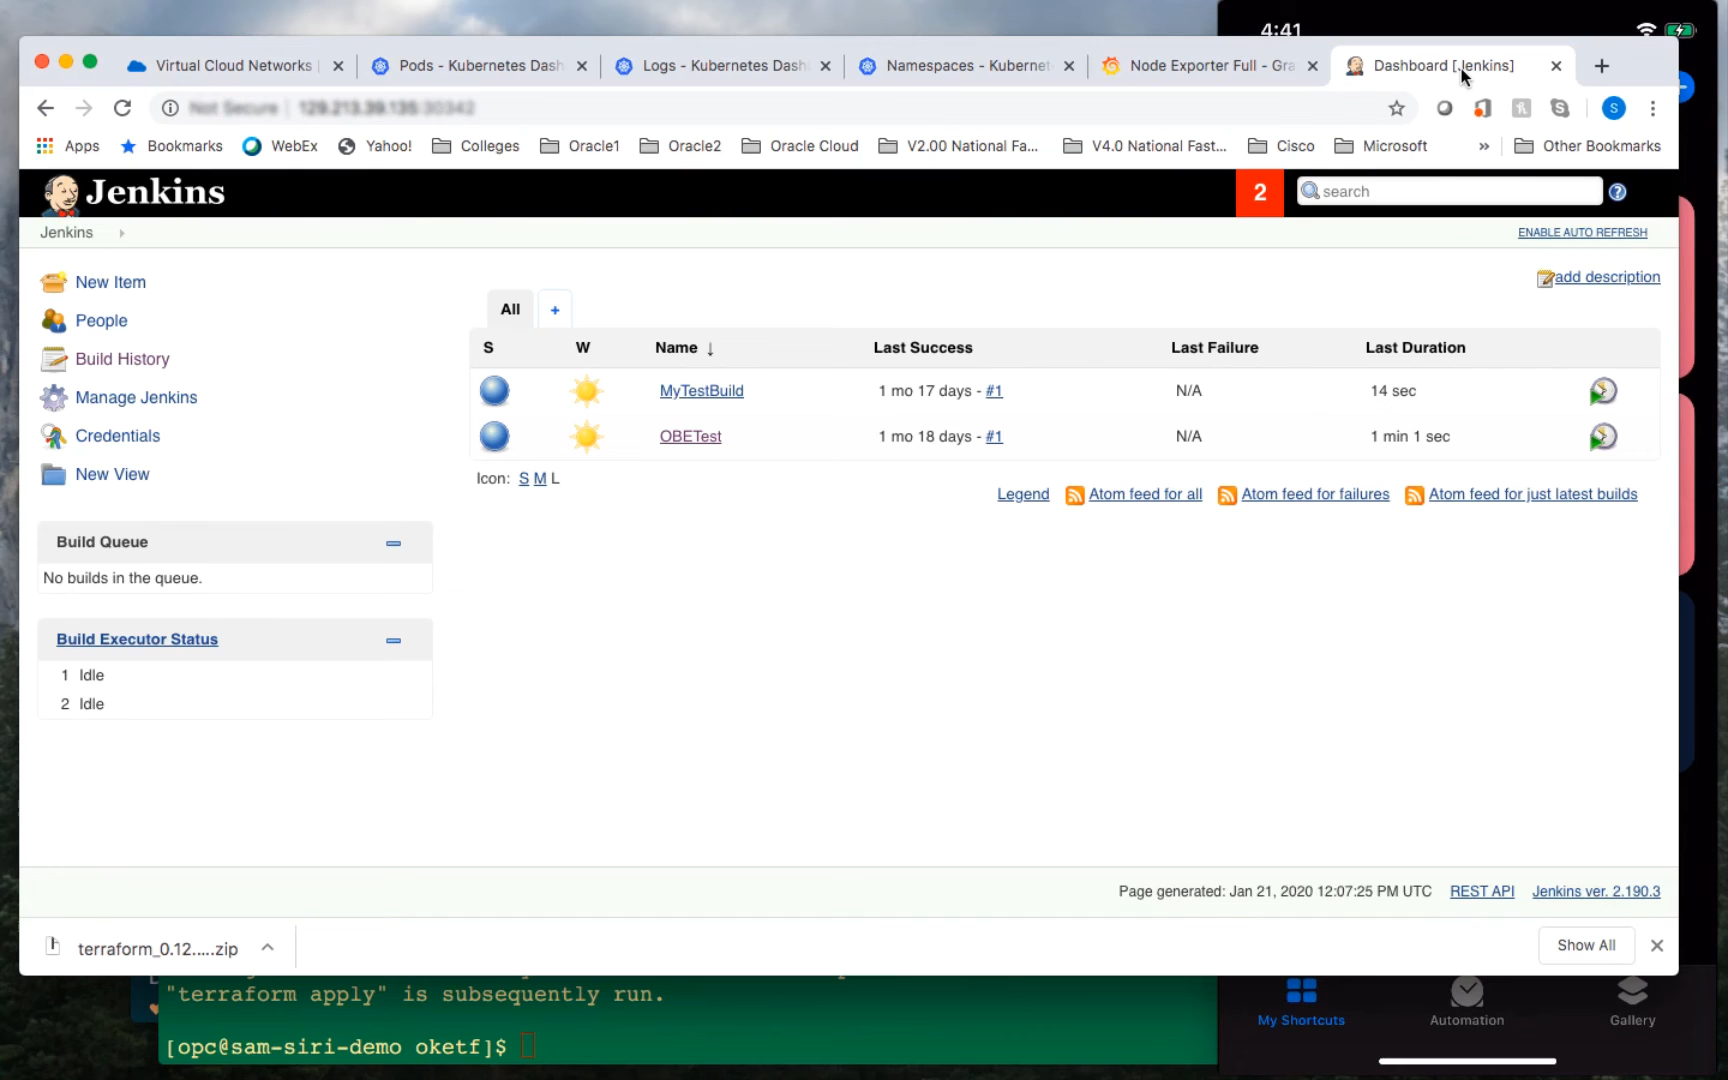 4:41
Virtual Cloud Networks
Pods - Kubernetes Dash
Logs - Kubernetes Dash
Namespaces - Kubernet
Node Exporter Full - Gra
Dashboard [Jenkins]
Not Secure 129.213.39.135:30342
S
Apps
Bookmarks
WebEx
Yahoo!
Colleges
Oracle1
Oracle2
Oracle Cloud
V2.00 National Fa...
V4.0 National Fast...
Cisco
Microsoft
»
Other Bookmarks
Jenkins
2
search
?
Jenkins
ENABLE AUTO REFRESH
New Item
People
Build History
Manage Jenkins
Credentials
New View
add description
All +
S W Name ↓ Last Success Last Failure Last Duration
MyTestBuild 1 mo 17 days - #1 N/A 14 sec
OBETest 1 mo 18 days - #1 N/A 1 min 1 sec
Icon: S M L
Legend Atom feed for all Atom feed for failures Atom feed for just latest builds
Build Queue
No builds in the queue.
Build Executor Status
1 Idle
2 Idle
Page generated: Jan 21, 2020 12:07:25 PM UTC REST API Jenkins ver. 2.190.3
terraform_0.12.....zip
Show All
"terraform apply" is subsequently run.
[opc@sam-siri-demo oketf]$
My Shortcuts
Automation
Gallery